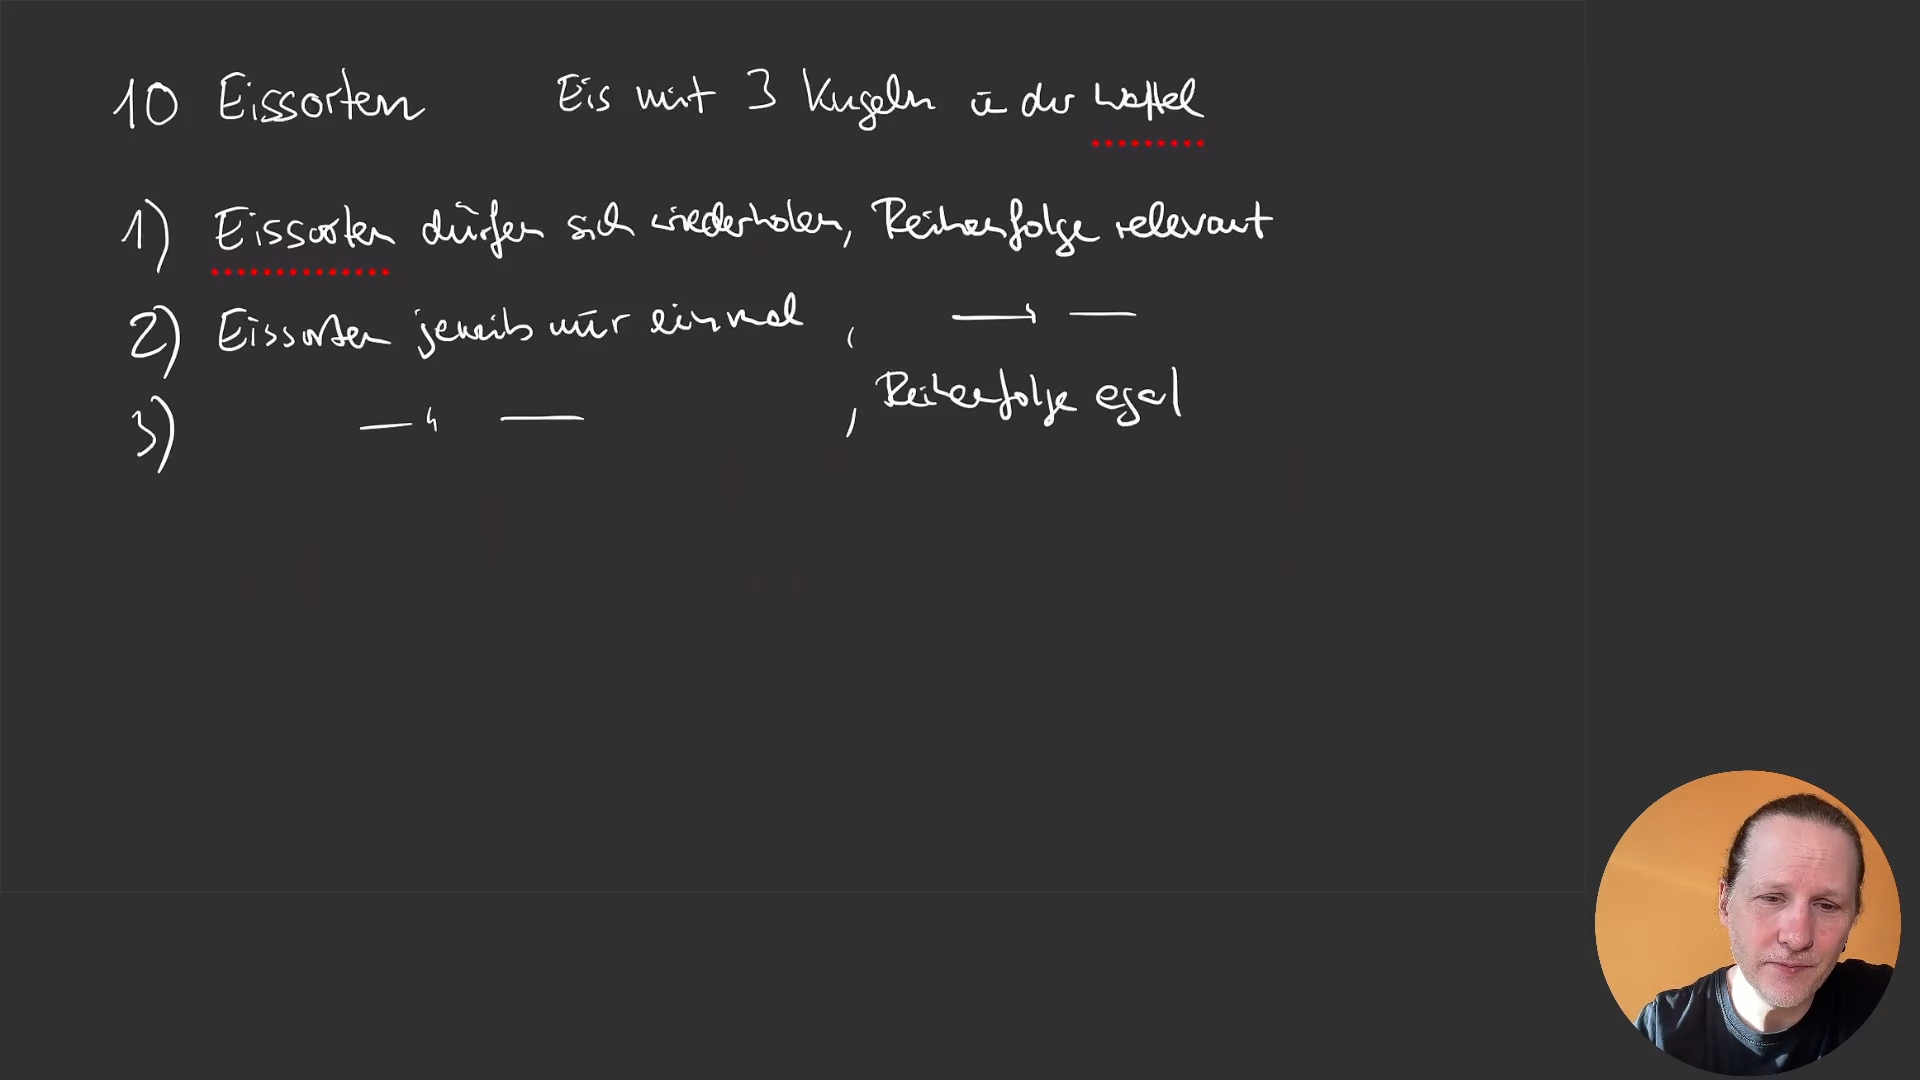 10 Eissorten Eis mit 3 Kugeln in der Waffel
1) Eissorten dürfen sich wiederholen, Reihenfolge relevant
2) Eissorten jeweils nur einmal, — " —
3) — " — , Reihenfolge egal